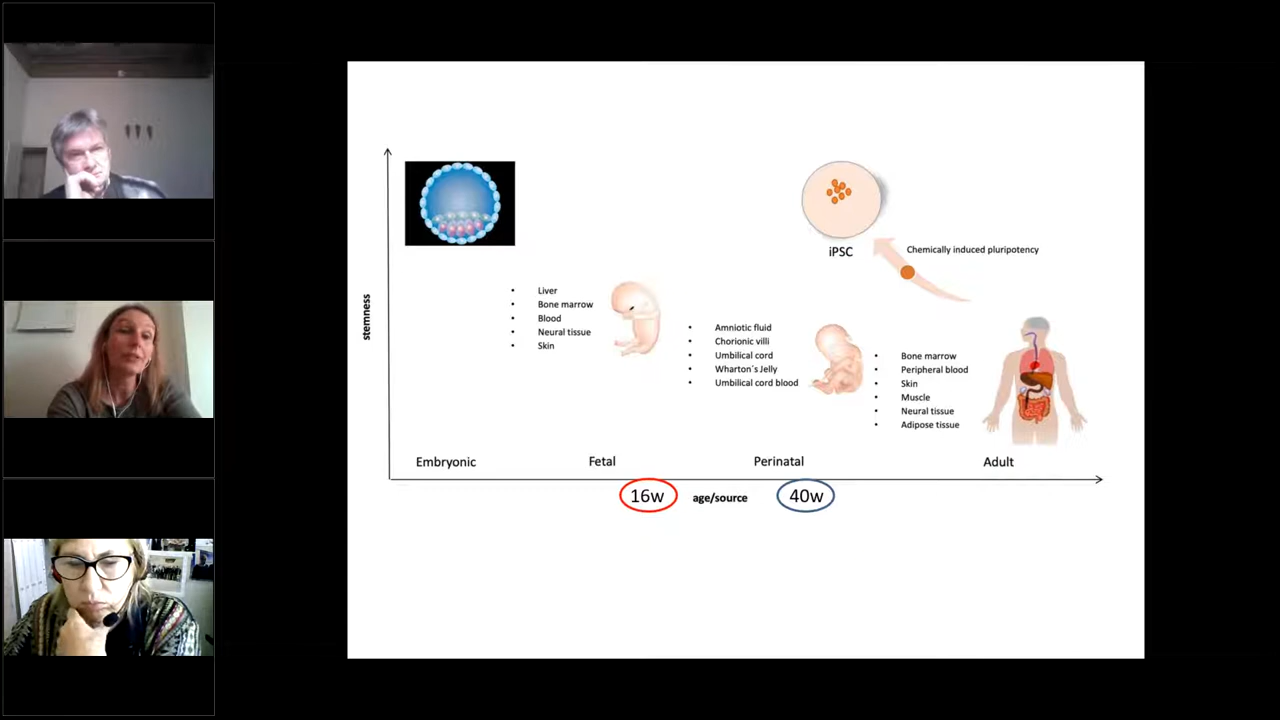 stemness
iPSC
Chemically induced pluripotency
• Liver
• Bone marrow
• Blood
• Neural tissue
• Skin
• Amniotic fluid
• Chorionic villi
• Umbilical cord
• Wharton´s Jelly
• Umbilical cord blood
• Bone marrow
• Peripheral blood
• Skin
• Muscle
• Neural tissue
• Adipose tissue
Embryonic
Fetal
Perinatal
Adult
16w
age/source
40w